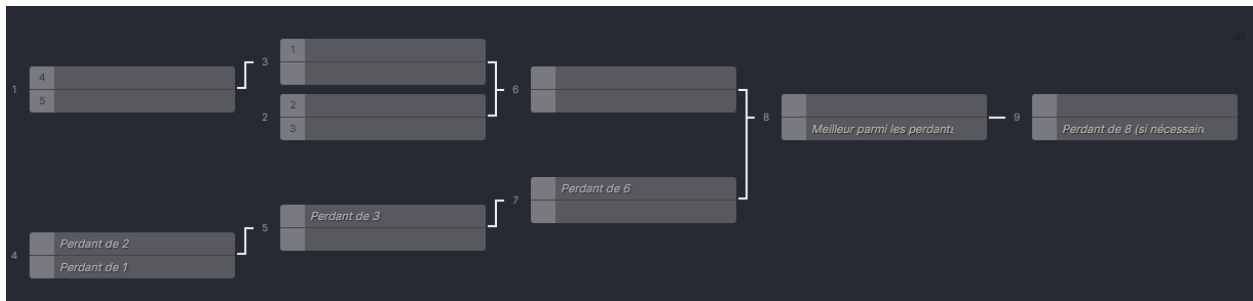 1
4
5
3
1
2
2
3
6
8
Meilleur parmi les perdants
9
Perdant de 8 (si nécessair
7
Perdant de 6
5
Perdant de 3
4
Perdant de 2
Perdant de 1